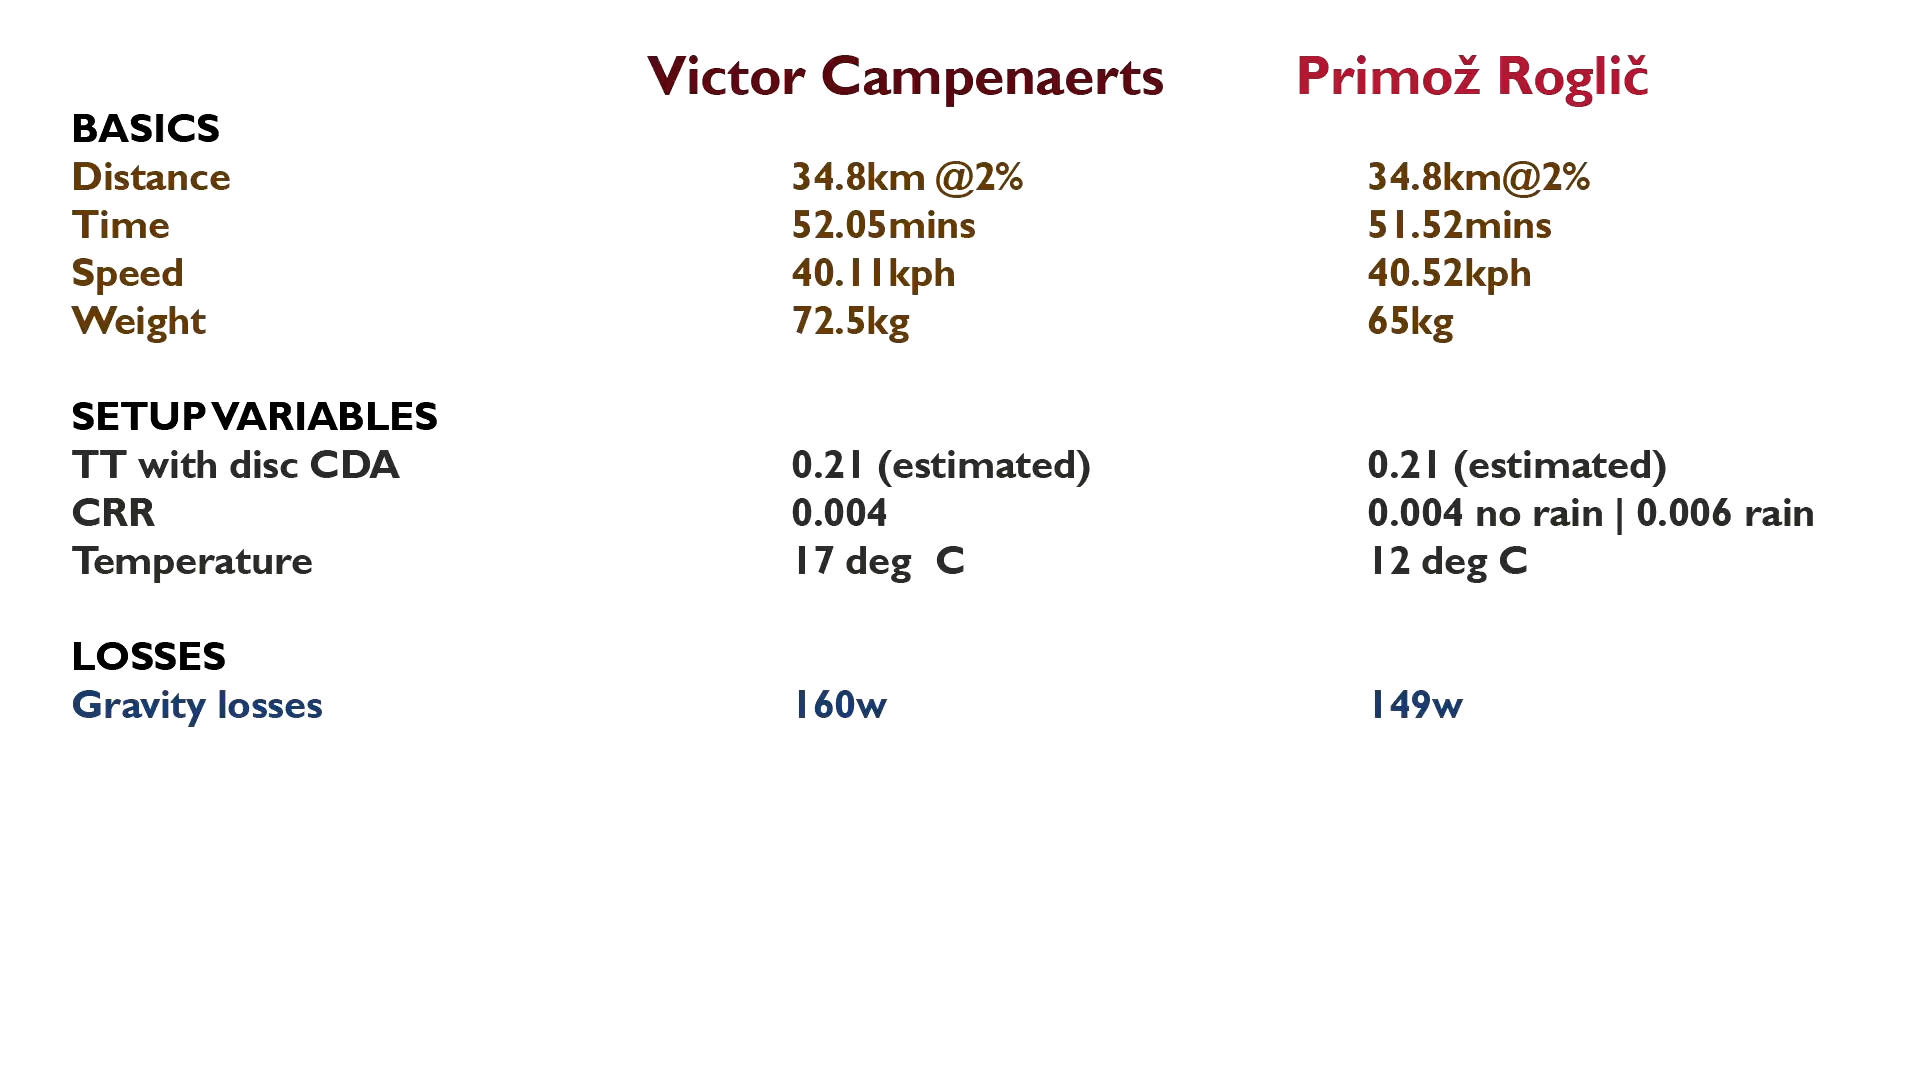 Victor Campenaerts Primož Roglič
BASICS
Distance 34.8km @2% 34.8km@2%
Time 52.05mins 51.52mins
Speed 40.11kph 40.52kph
Weight 72.5kg 65kg
SETUP VARIABLES
TT with disc CDA 0.21 (estimated) 0.21 (estimated)
CRR 0.004 0.004 no rain | 0.006 rain
Temperature 17 deg C 12 deg C
LOSSES
Gravity losses 160w 149w